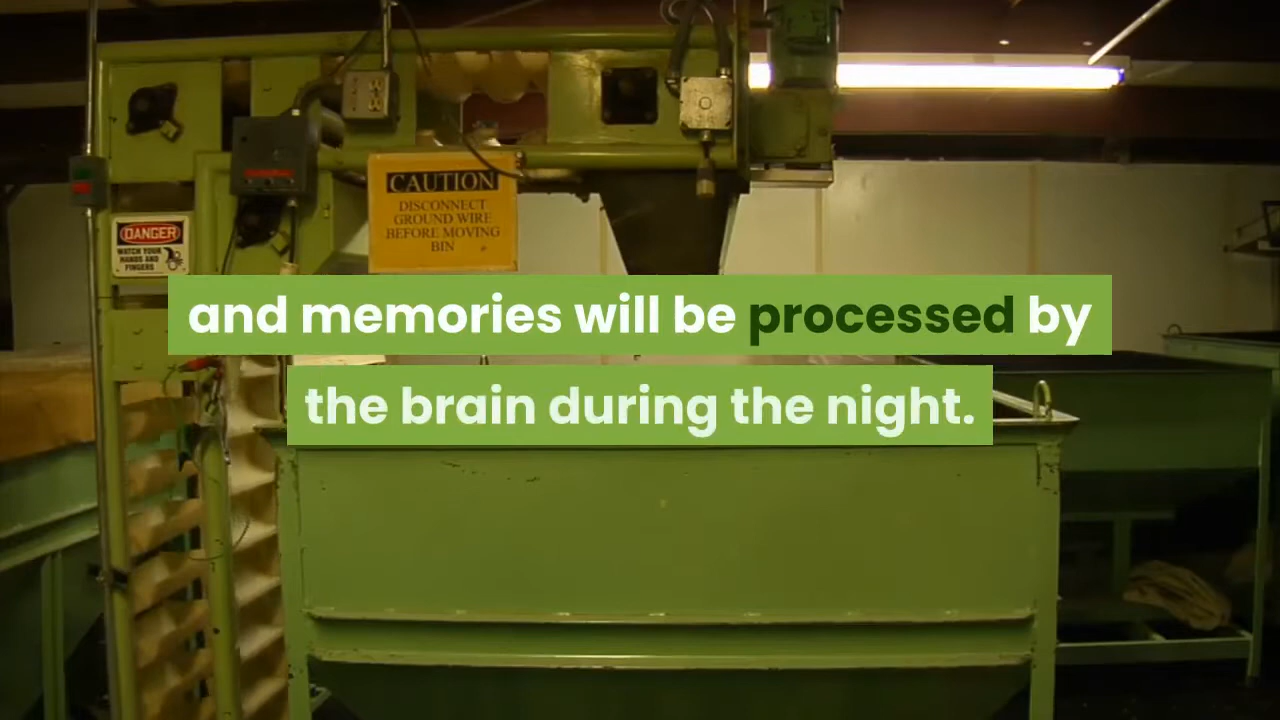 CAUTION
DISCONNECT
GROUND WIRE
BEFORE MOVING
BIN
DANGER
WATCH YOUR
HANDS AND
FINGERS
and memories will be processed by
the brain during the night.